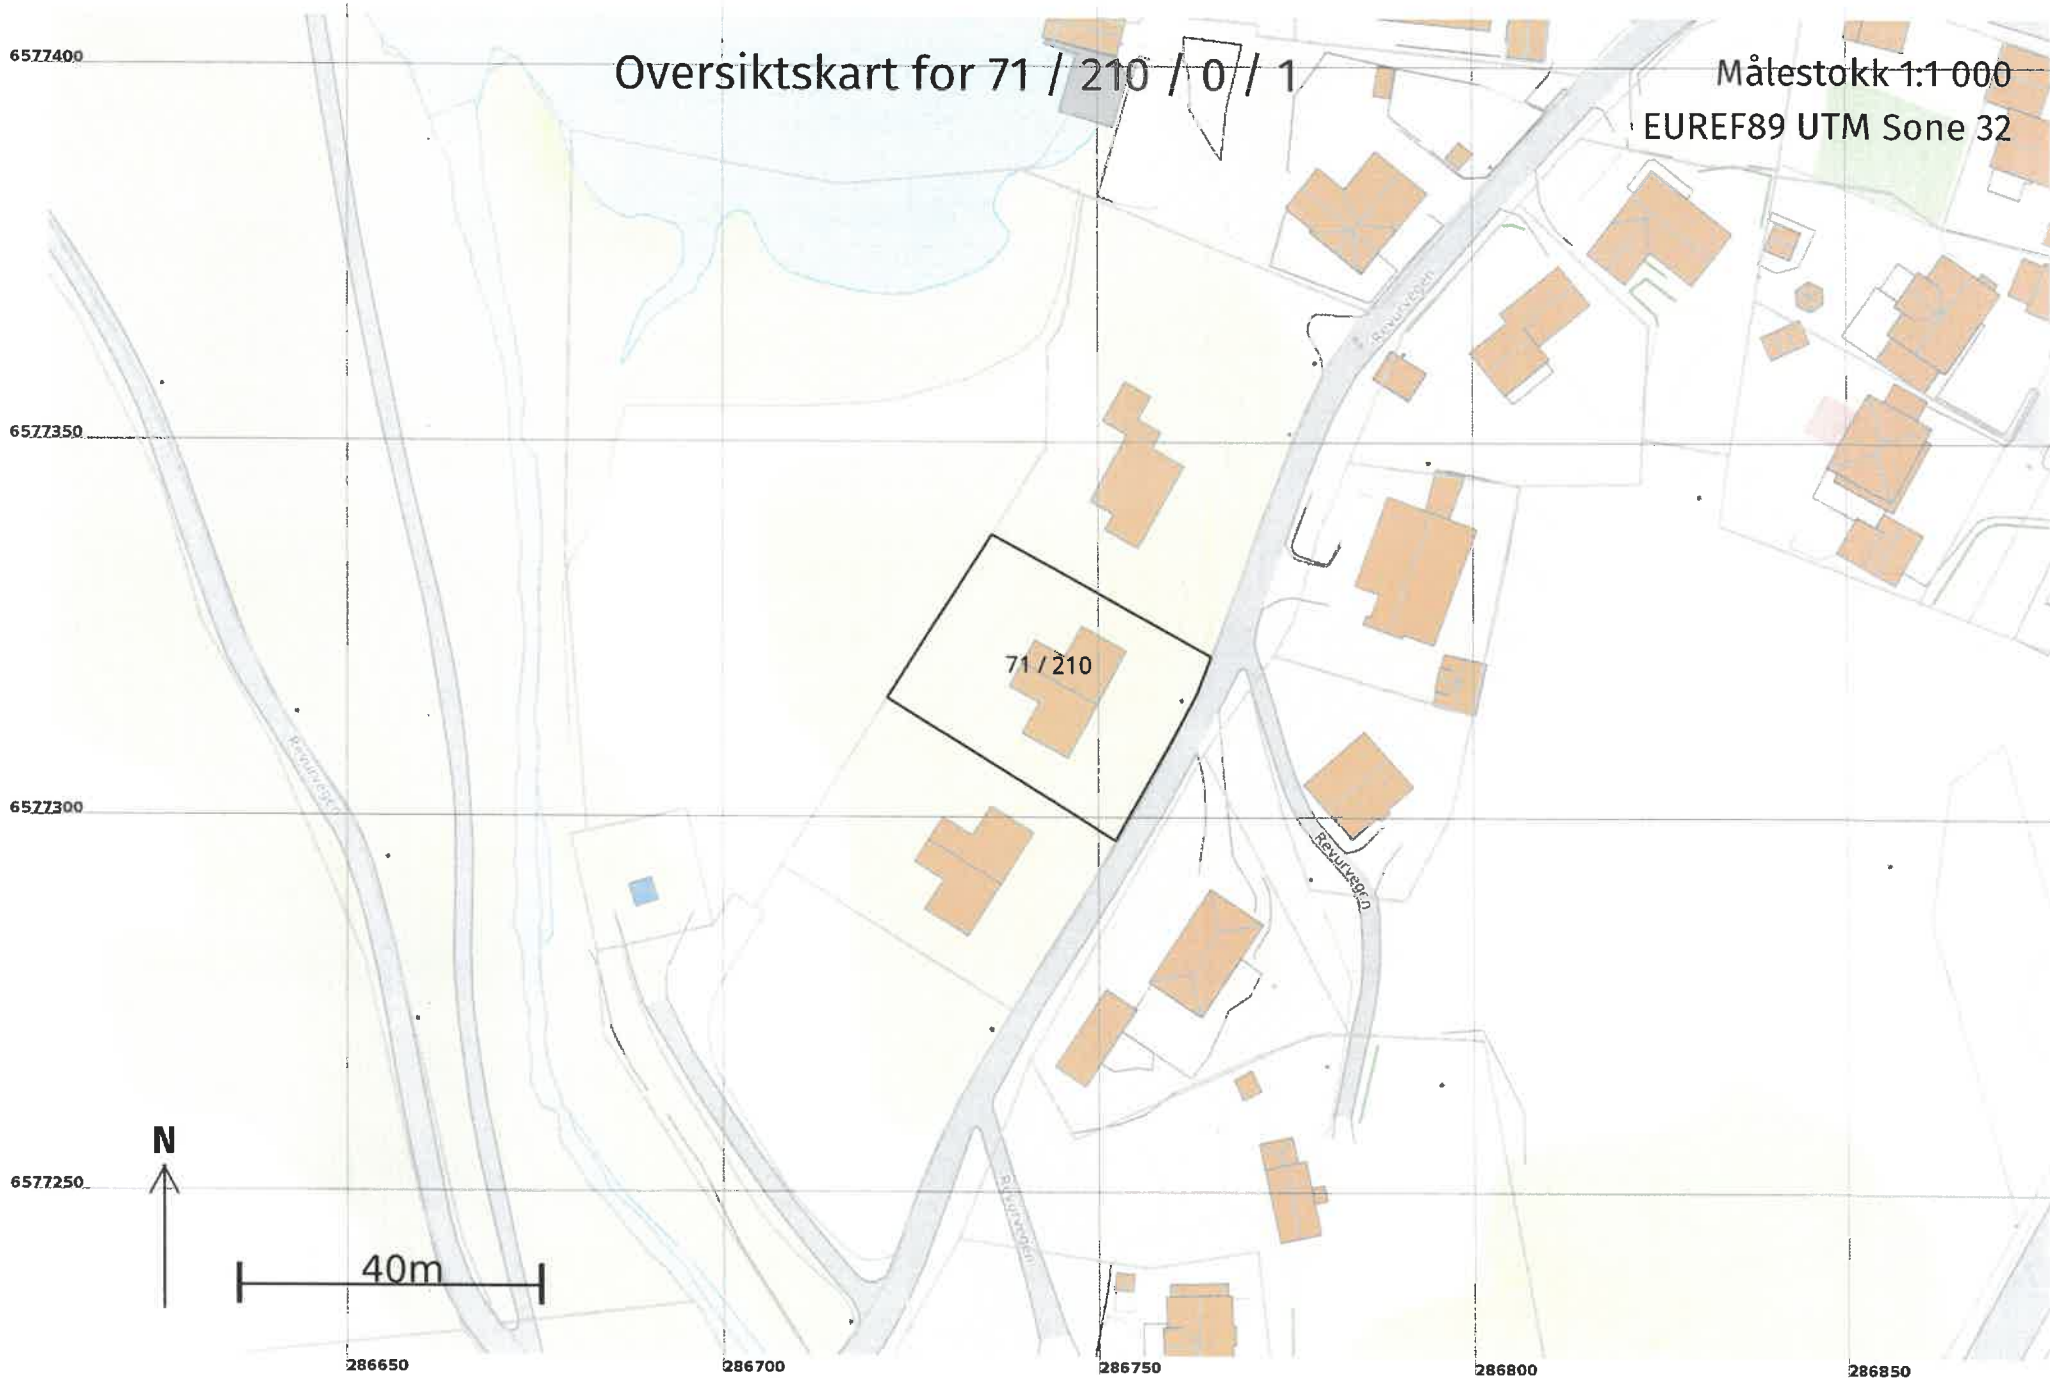 6577400
Oversiktskart for 71 / 210 / 0 / 1
Målestokk 1:1 000
EUREF89 UTM Sone 32
Revurvegen
6577350
71 / 210
Revurvegen
6577300
Revurvegen
N
6577250
Revurvegen
40m
286650
286700
286750
286800
286850